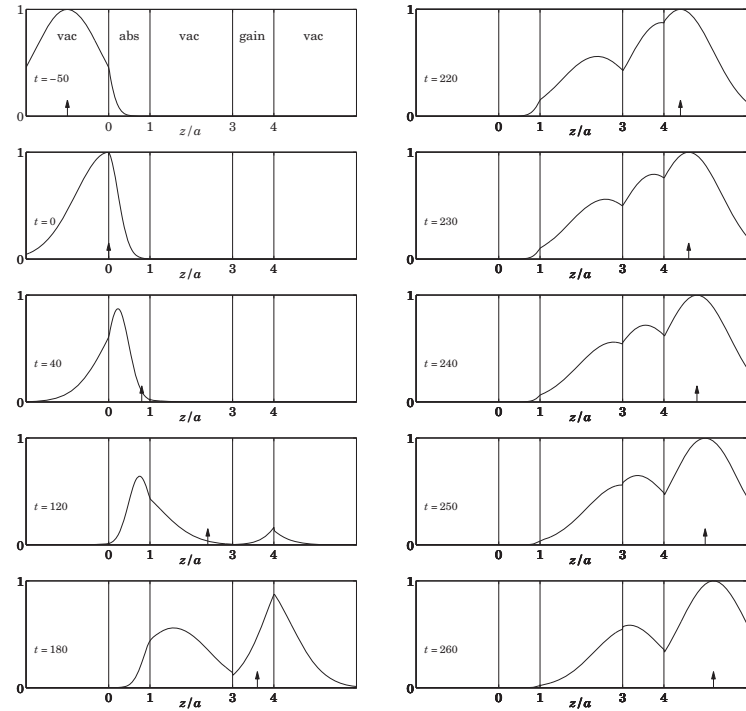 1
vac abs vac gain vac
t = −50
0
0 1 z/a 3 4
1
t = 0
0
0 1 z/a 3 4
1
t = 40
0
0 1 z/a 3 4
1
t = 120
0
0 1 z/a 3 4
1
t = 180
0
0 1 z/a 3 4
1
t = 220
0
0 1 z/a 3 4
1
t = 230
0
0 1 z/a 3 4
1
t = 240
0
0 1 z/a 3 4
1
t = 250
0
0 1 z/a 3 4
1
t = 260
0
0 1 z/a 3 4